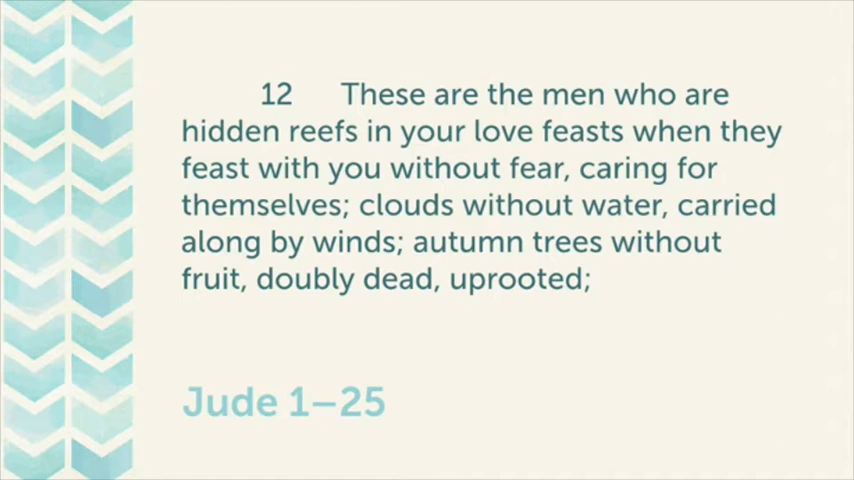 12 These are the men who are
hidden reefs in your love feasts when they
feast with you without fear, caring for
themselves; clouds without water, carried
along by winds; autumn trees without
fruit, doubly dead, uprooted;
Jude 1–25